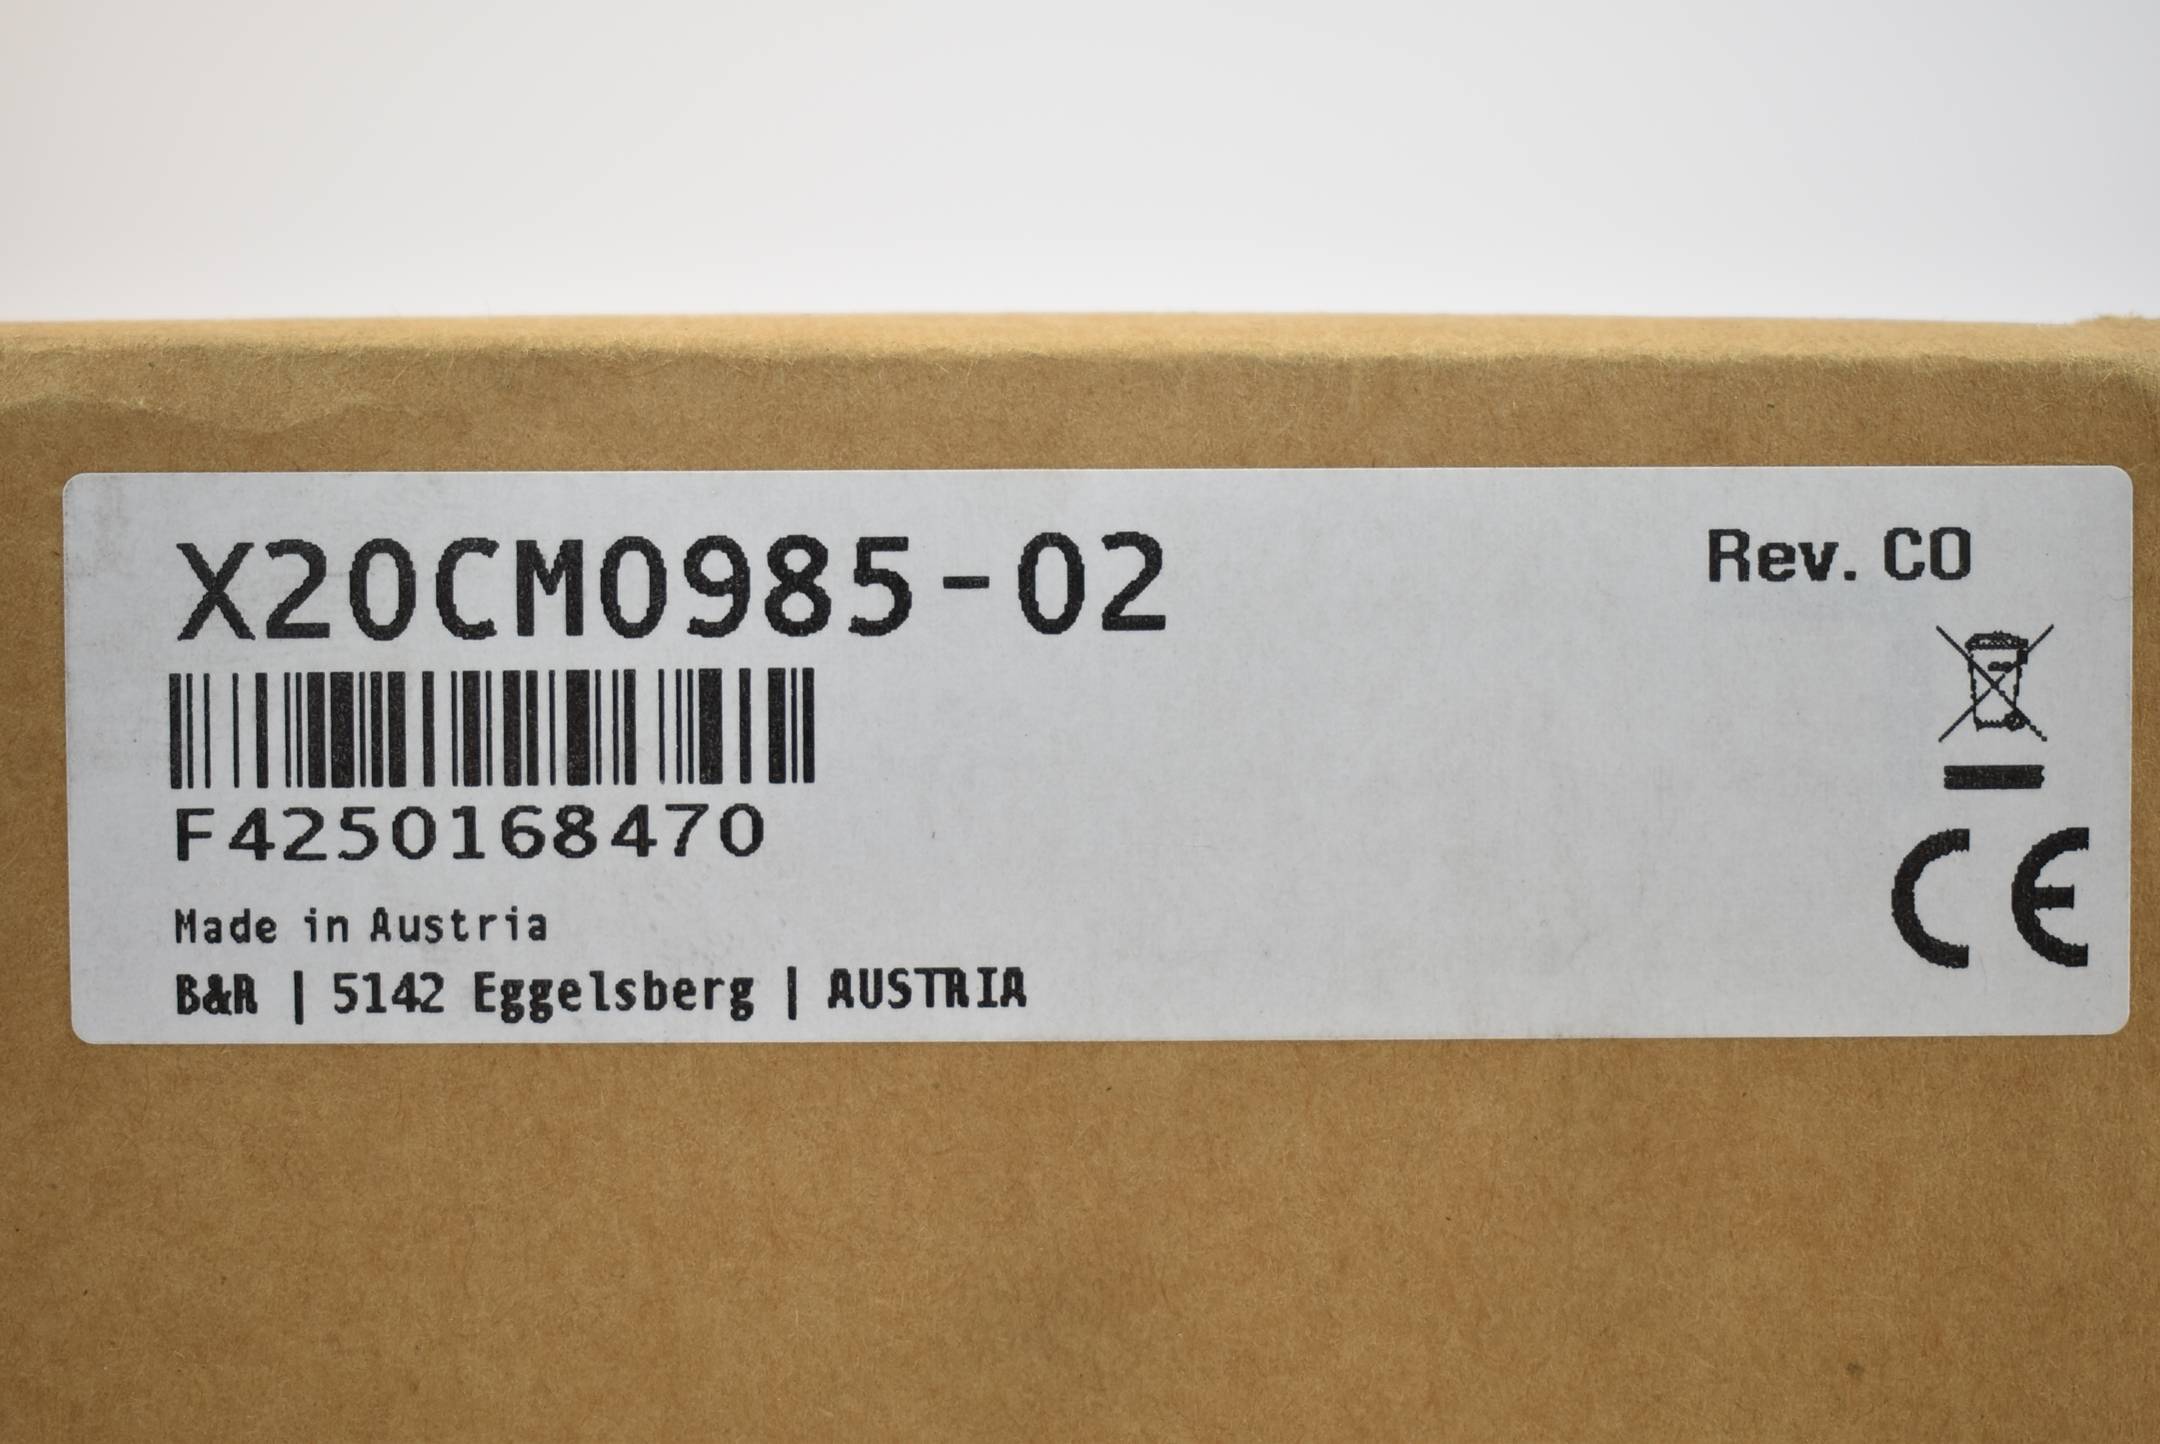 X20CM0985-02
Rev. C0
F4250168470
Made in Austria
B&R | 5142 Eggelsberg | AUSTRIA
CE